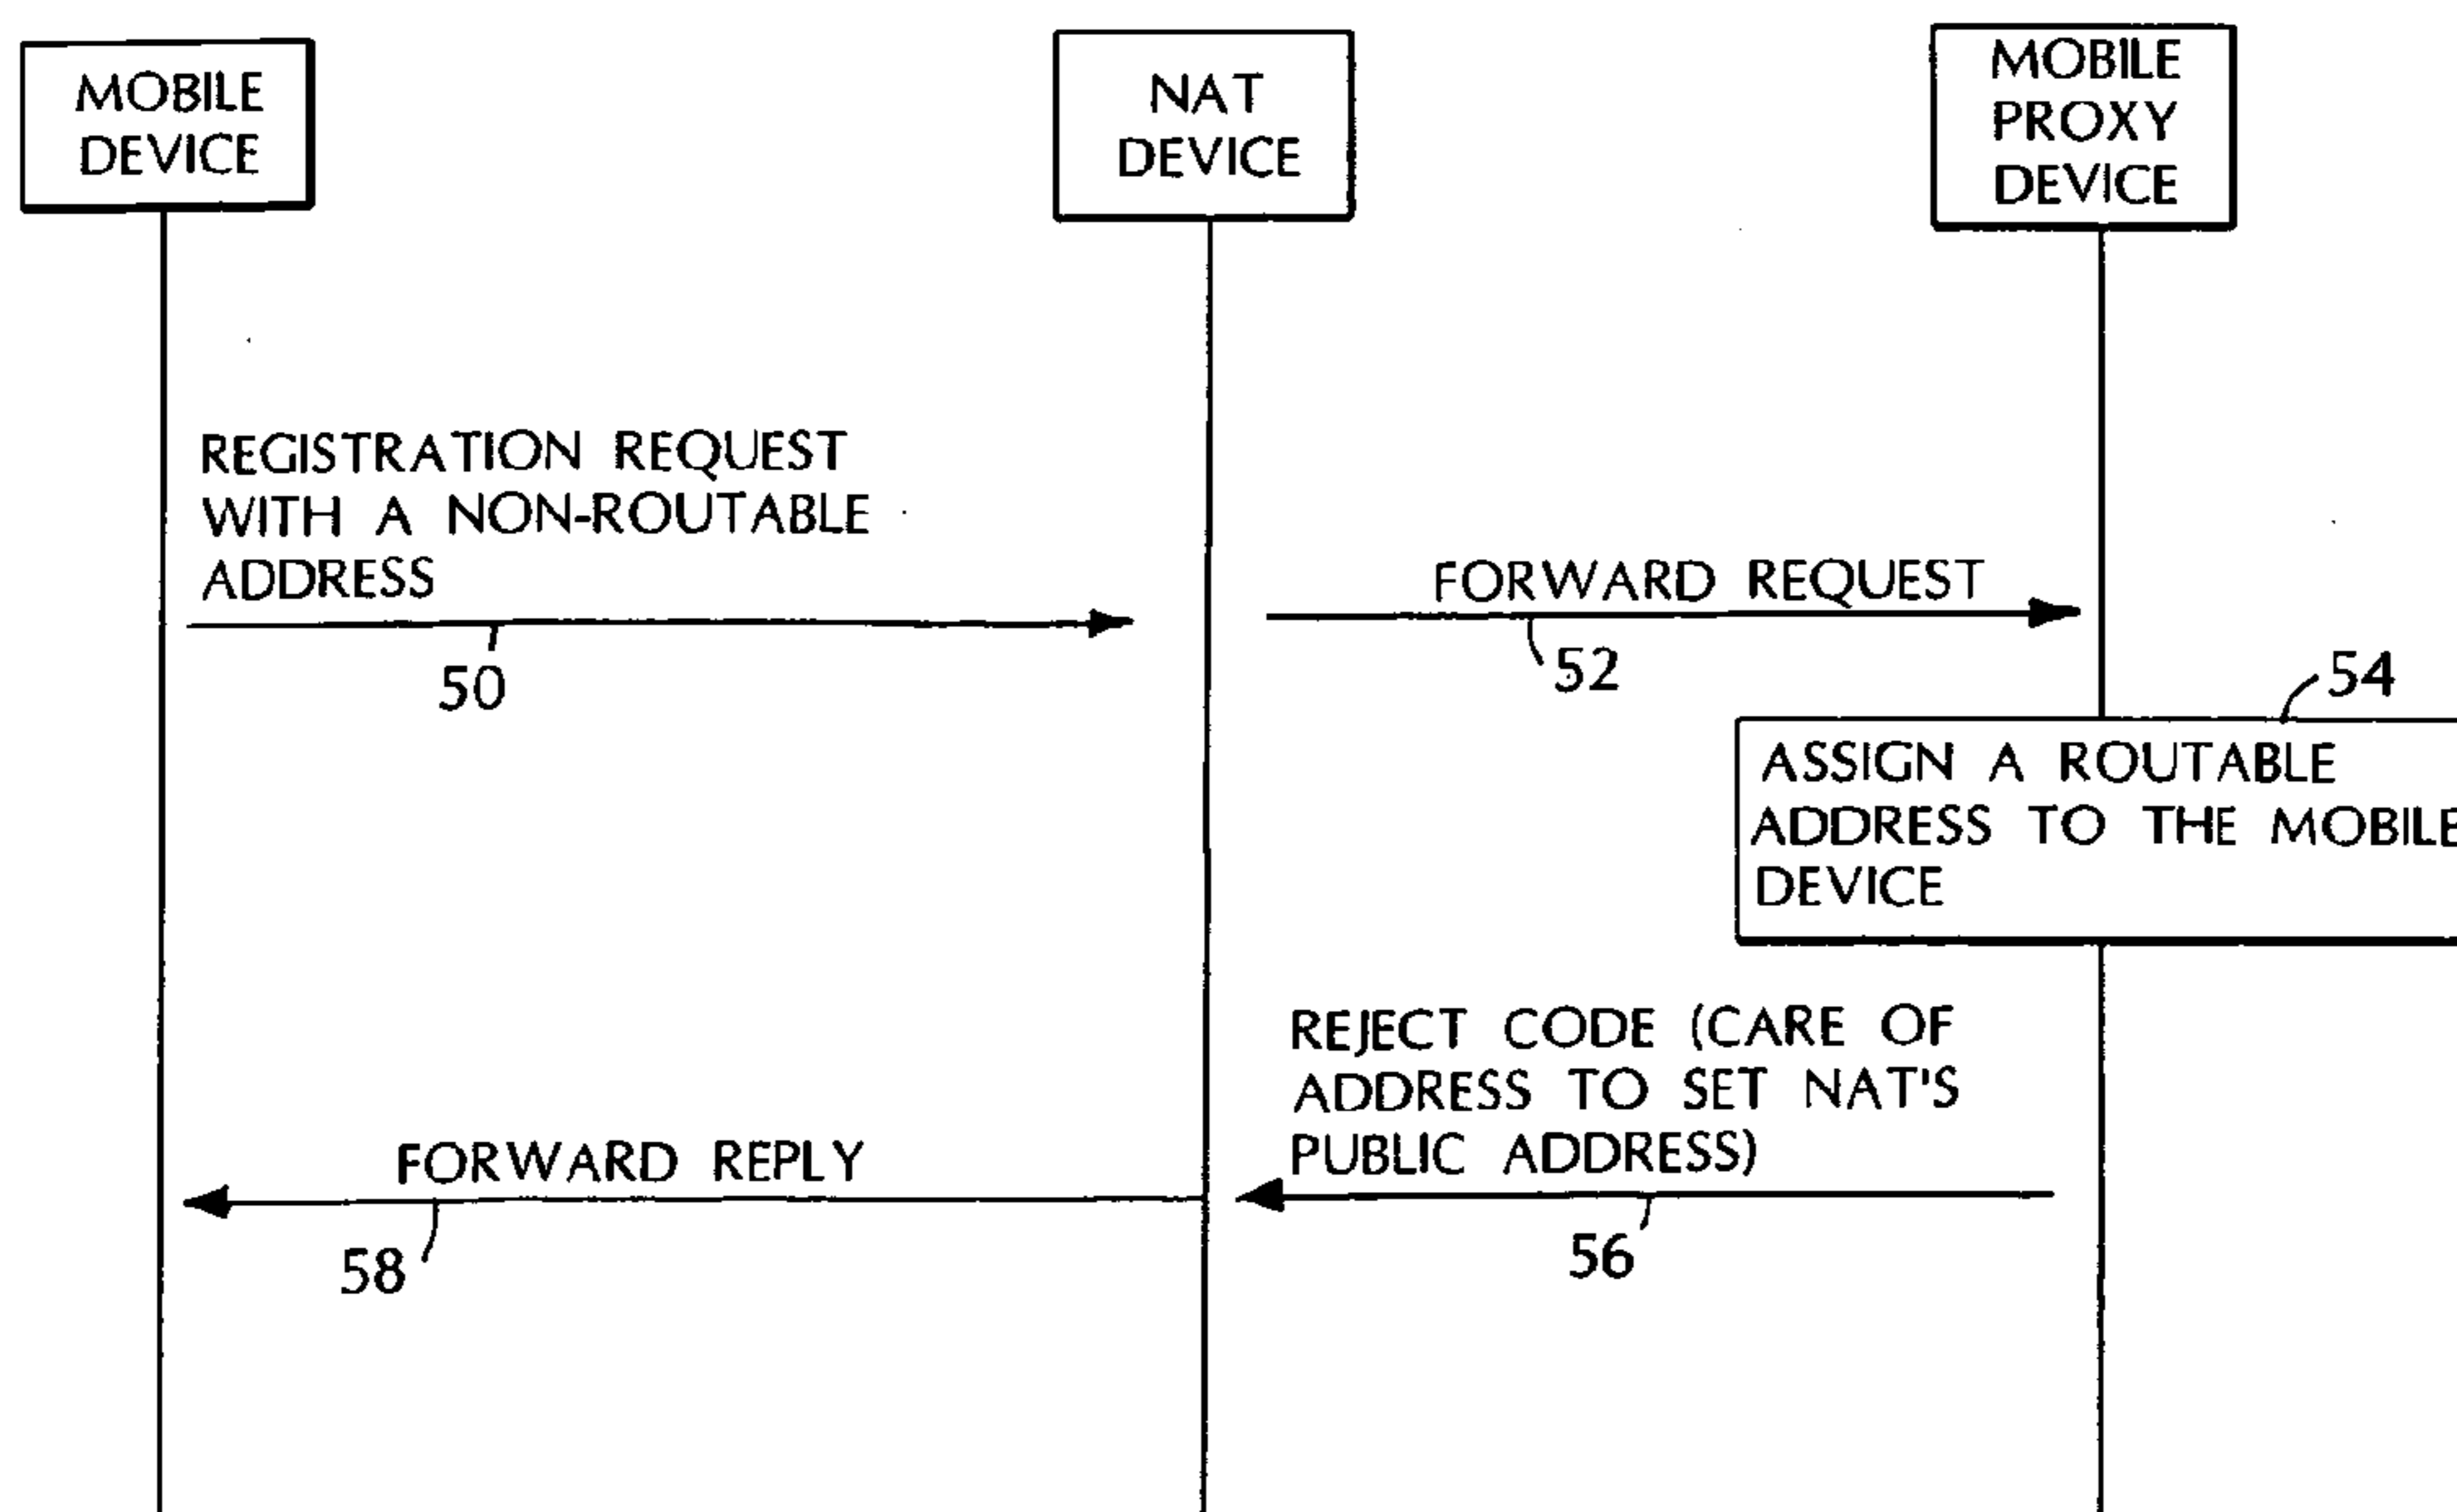 MOBILE
DEVICE
NAT
DEVICE
MOBILE
PROXY
DEVICE
REGISTRATION REQUEST
WITH A NON-ROUTABLE
ADDRESS
50
FORWARD REQUEST
52
54
ASSIGN A ROUTABLE
ADDRESS TO THE MOBILE
DEVICE
REJECT CODE (CARE OF
ADDRESS TO SET NAT'S
PUBLIC ADDRESS)
56
FORWARD REPLY
58